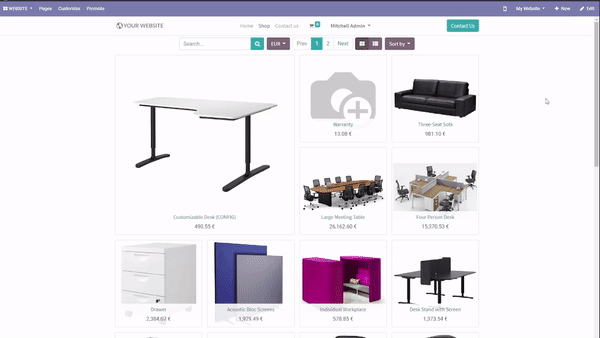 WEBSITE Pages Customize Promote My Website + New Edit
YOUR WEBSITE Home Shop Contact us 0 Mitchell Admin Contact Us
Search... EUR Prev 1 2 Next Sort by
Customizable Desk (CONFIG)
490.55 €
Warranty
13.08 €
Three-Seat Sofa
981.10 €
Large Meeting Table
26,162.60 €
Four Person Desk
15,370.53 €
Drawer
2,384.62 €
Acoustic Bloc Screens
1,929.49 €
Individual Workplace
578.85 €
Desk Stand with Screen
1,373.54 €